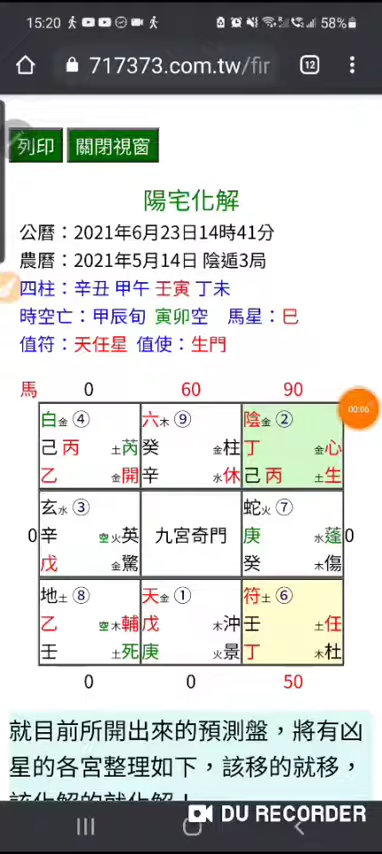 15:20 58%
717373.com.tw/fir 12
列印 關閉視窗
陽宅化解
公曆：2021年6月23日14時41分
農曆：2021年5月14日 陰遁3局
四柱：辛丑 甲午 壬寅 丁未
時空亡：甲辰旬 寅卯空 馬星：巳
值符：天任星 值使：生門
馬 0 60 90
白金④ 六木⑨ 陰金②
己丙 土芮 癸 金柱 丁 金心
乙 金開 辛 水休 己丙 土生
00:06
玄水③ 蛇火⑦
0 辛 空火英 九宮奇門 庚 水蓬 0
戊 金驚 癸 木傷
地土⑧ 天金① 符土⑥
乙 空木輔 戊 木沖 壬 土任
壬 土死 庚 火景 丁 木杜
0 0 50
就目前所開出來的預測盤，將有凶
星的各宮整理如下，該移的就移，
該化解的就化解！
DU RECORDER